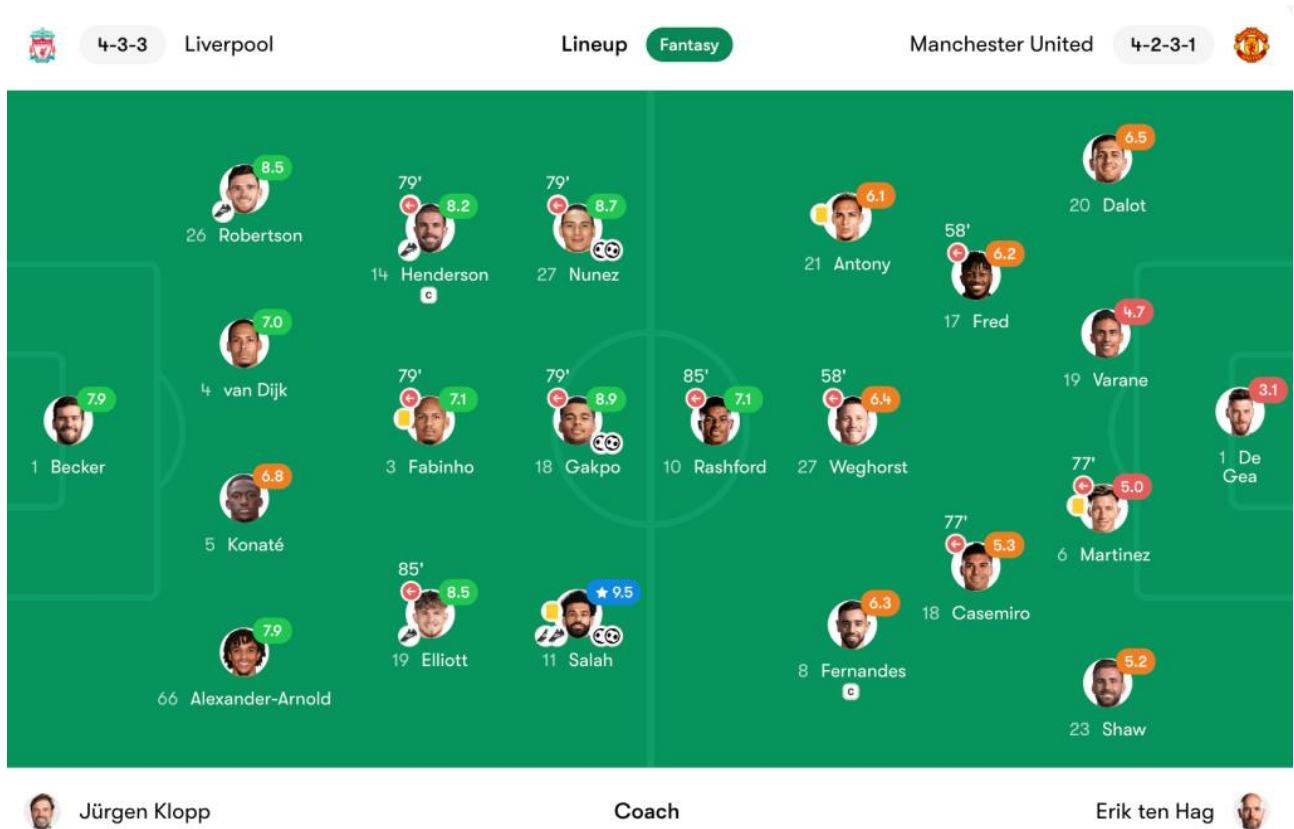 4-3-3 Liverpool Lineup Fantasy Manchester United 4-2-3-1
8.5
26 Robertson
79'
8.2
14 Henderson
C
79'
8.7
27 Nunez
7.0
4 van Dijk
7.9
1 Becker
79'
7.1
3 Fabinho
79'
8.9
18 Gakpo
6.8
5 Konaté
85'
8.5
19 Elliott
9.5
11 Salah
7.9
66 Alexander-Arnold
6.5
20 Dalot
6.1
21 Antony
58'
6.2
17 Fred
4.7
19 Varane
85'
7.1
10 Rashford
58'
6.4
27 Weghorst
3.1
1 De
Gea
77'
5.0
6 Martinez
77'
5.3
18 Casemiro
6.3
8 Fernandes
C
5.2
23 Shaw
Jürgen Klopp Coach Erik ten Hag